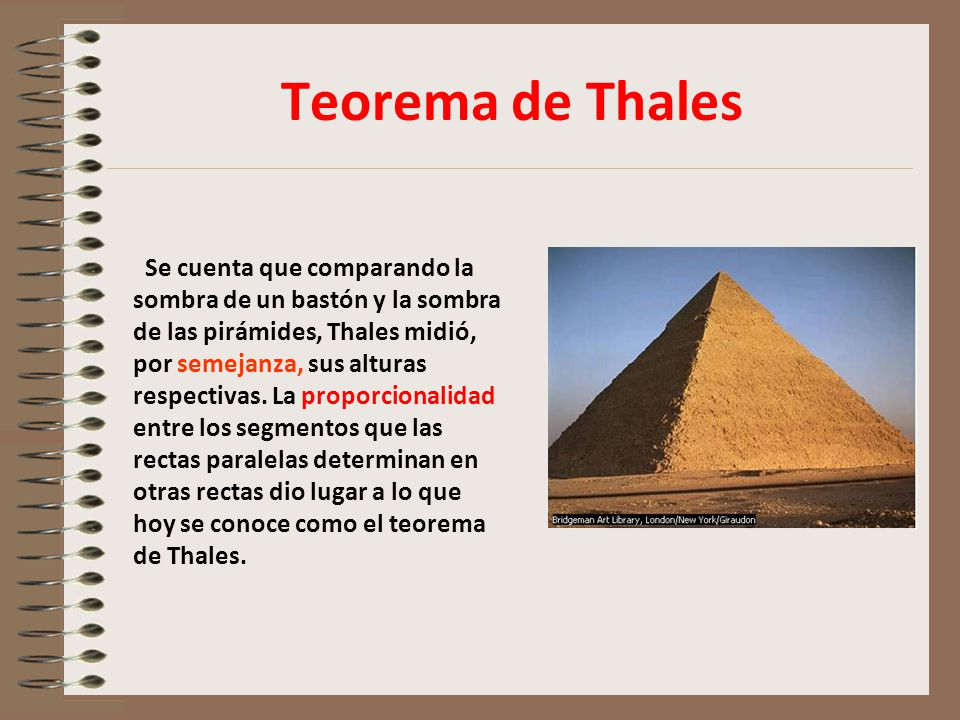 Teorema de Thales
Se cuenta que comparando la
sombra de un bastón y la sombra
de las pirámides, Thales midió,
por semejanza, sus alturas
respectivas. La proporcionalidad
entre los segmentos que las
rectas paralelas determinan en
otras rectas dio lugar a lo que
hoy se conoce como el teorema
de Thales.
Bridgeman Art Library, London/New York/Giraudon